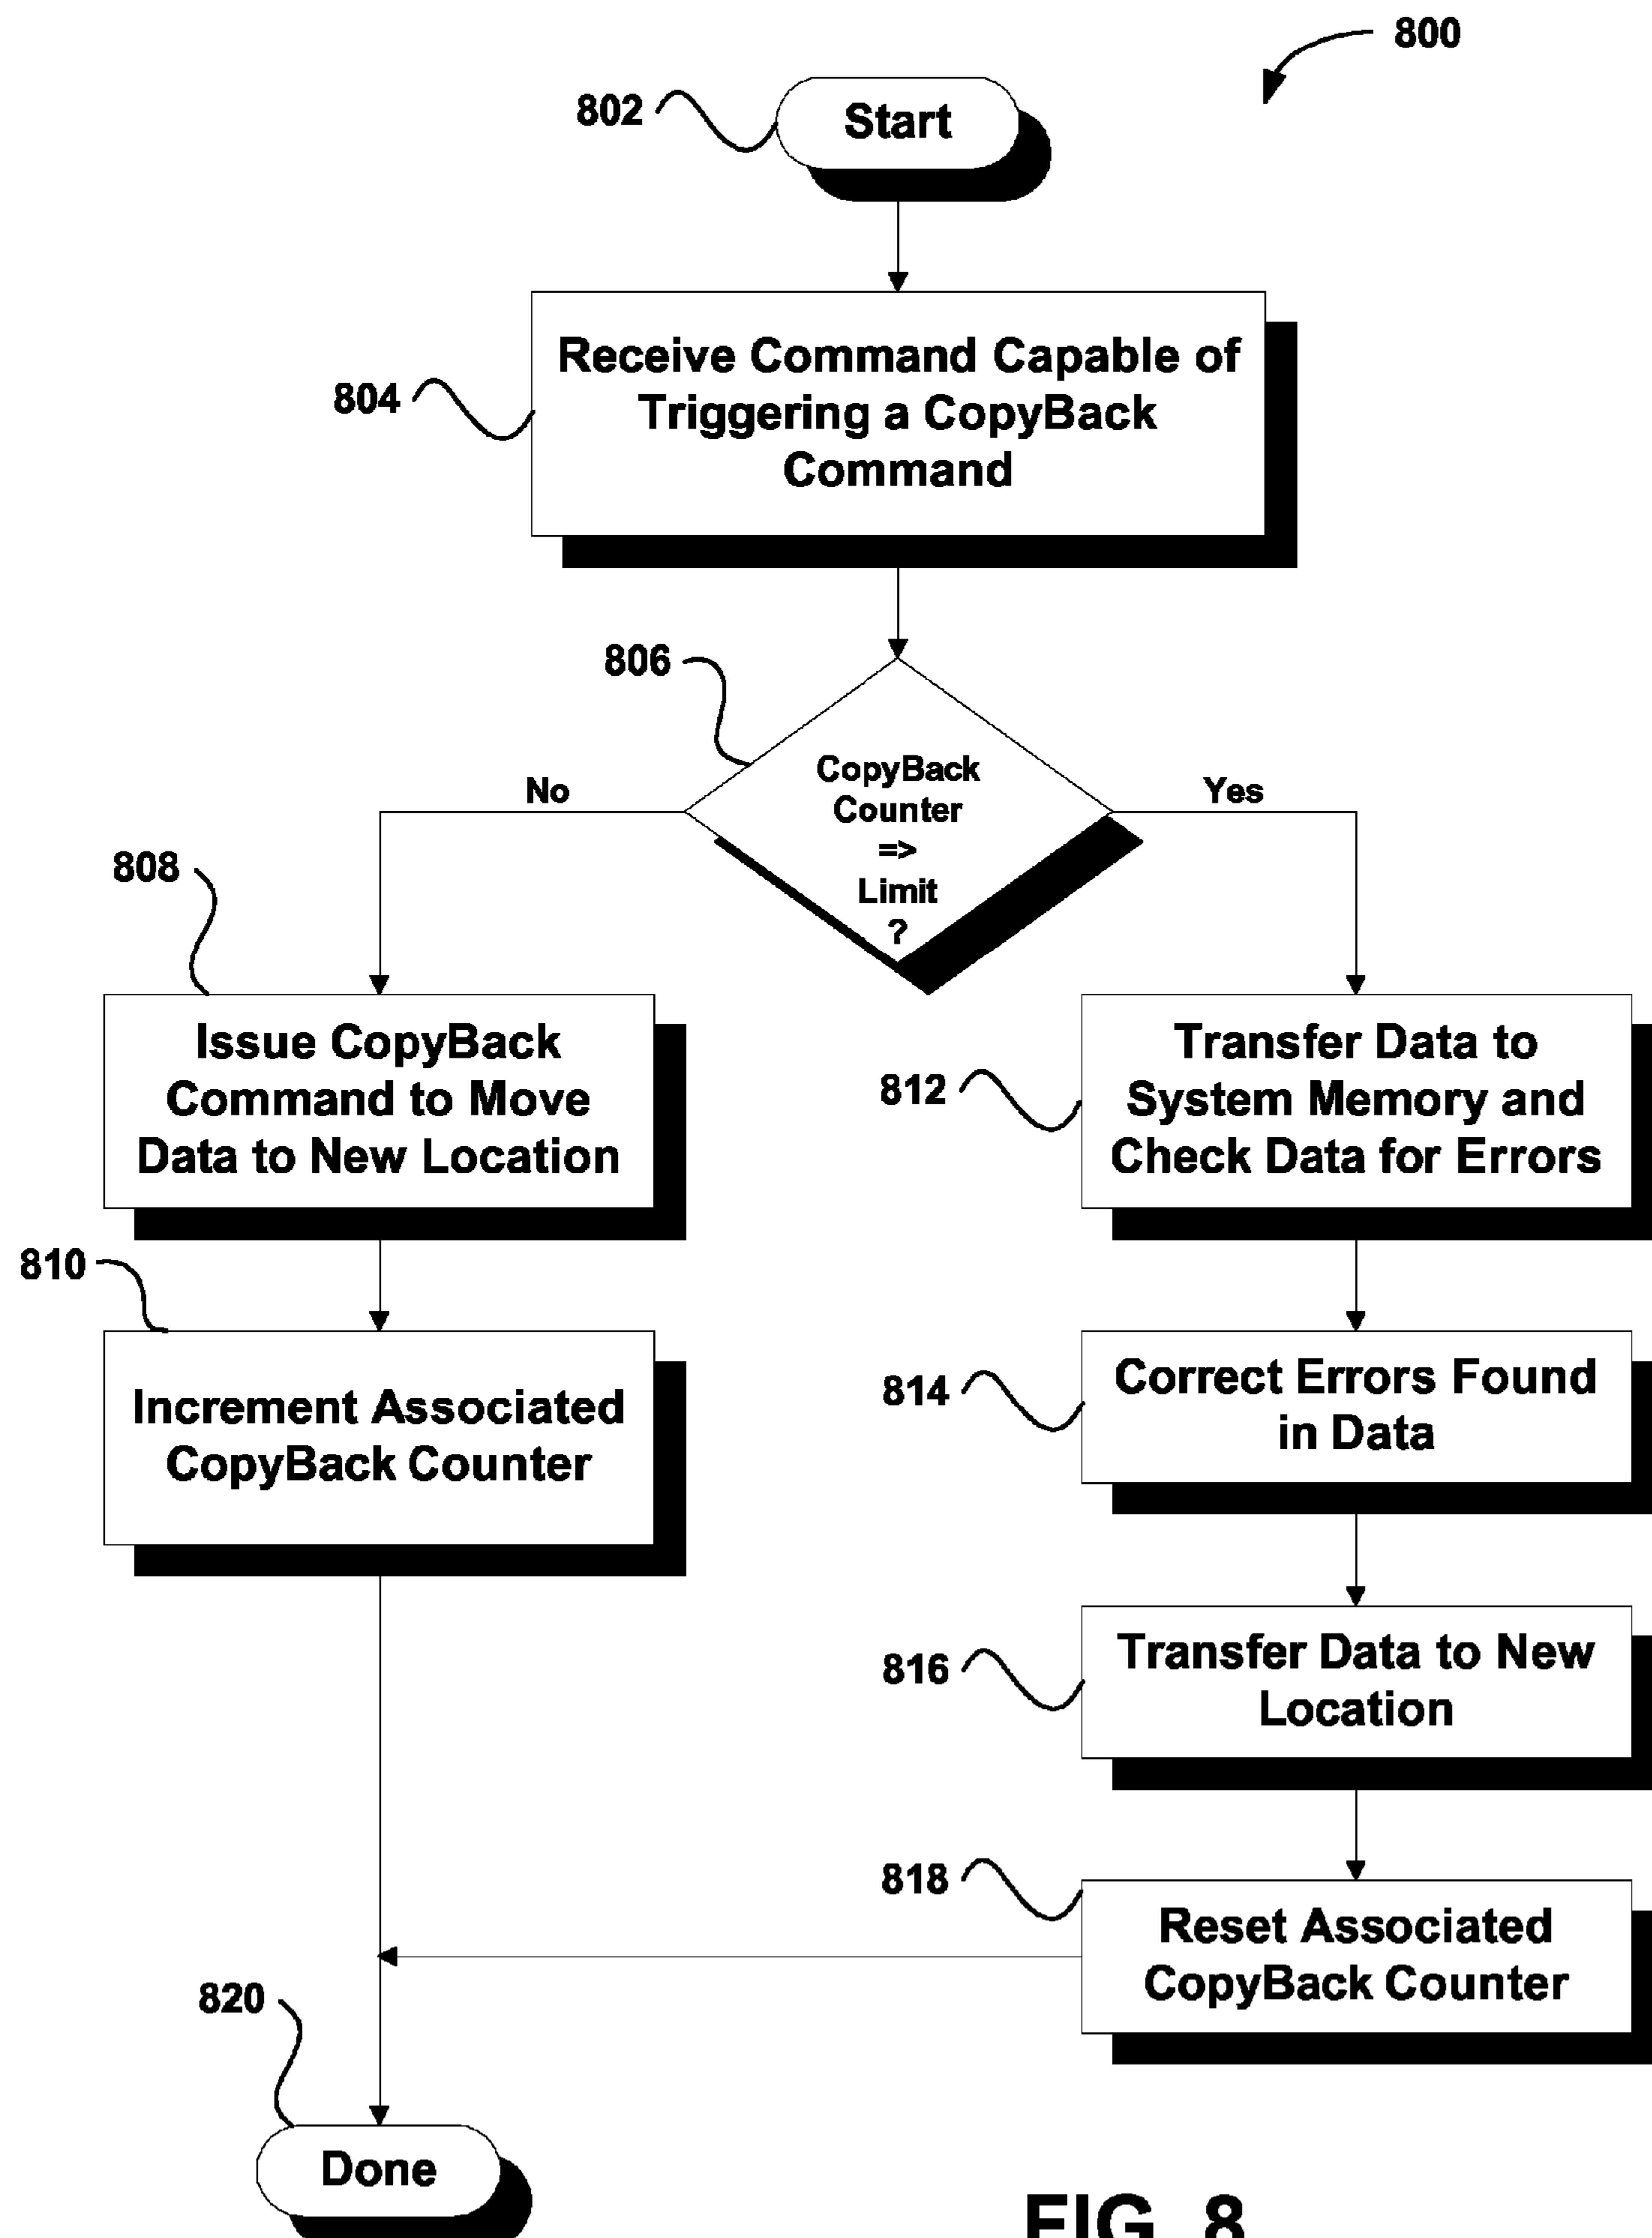 800
802
Start
804
Receive Command Capable of
Triggering a CopyBack
Command
806
CopyBack
Counter
=>
Limit
?
No
Yes
808
Issue CopyBack
Command to Move
Data to New Location
812
Transfer Data to
System Memory and
Check Data for Errors
810
Increment Associated
CopyBack Counter
814
Correct Errors Found
in Data
816
Transfer Data to New
Location
818
Reset Associated
CopyBack Counter
820
Done
FIG. 8